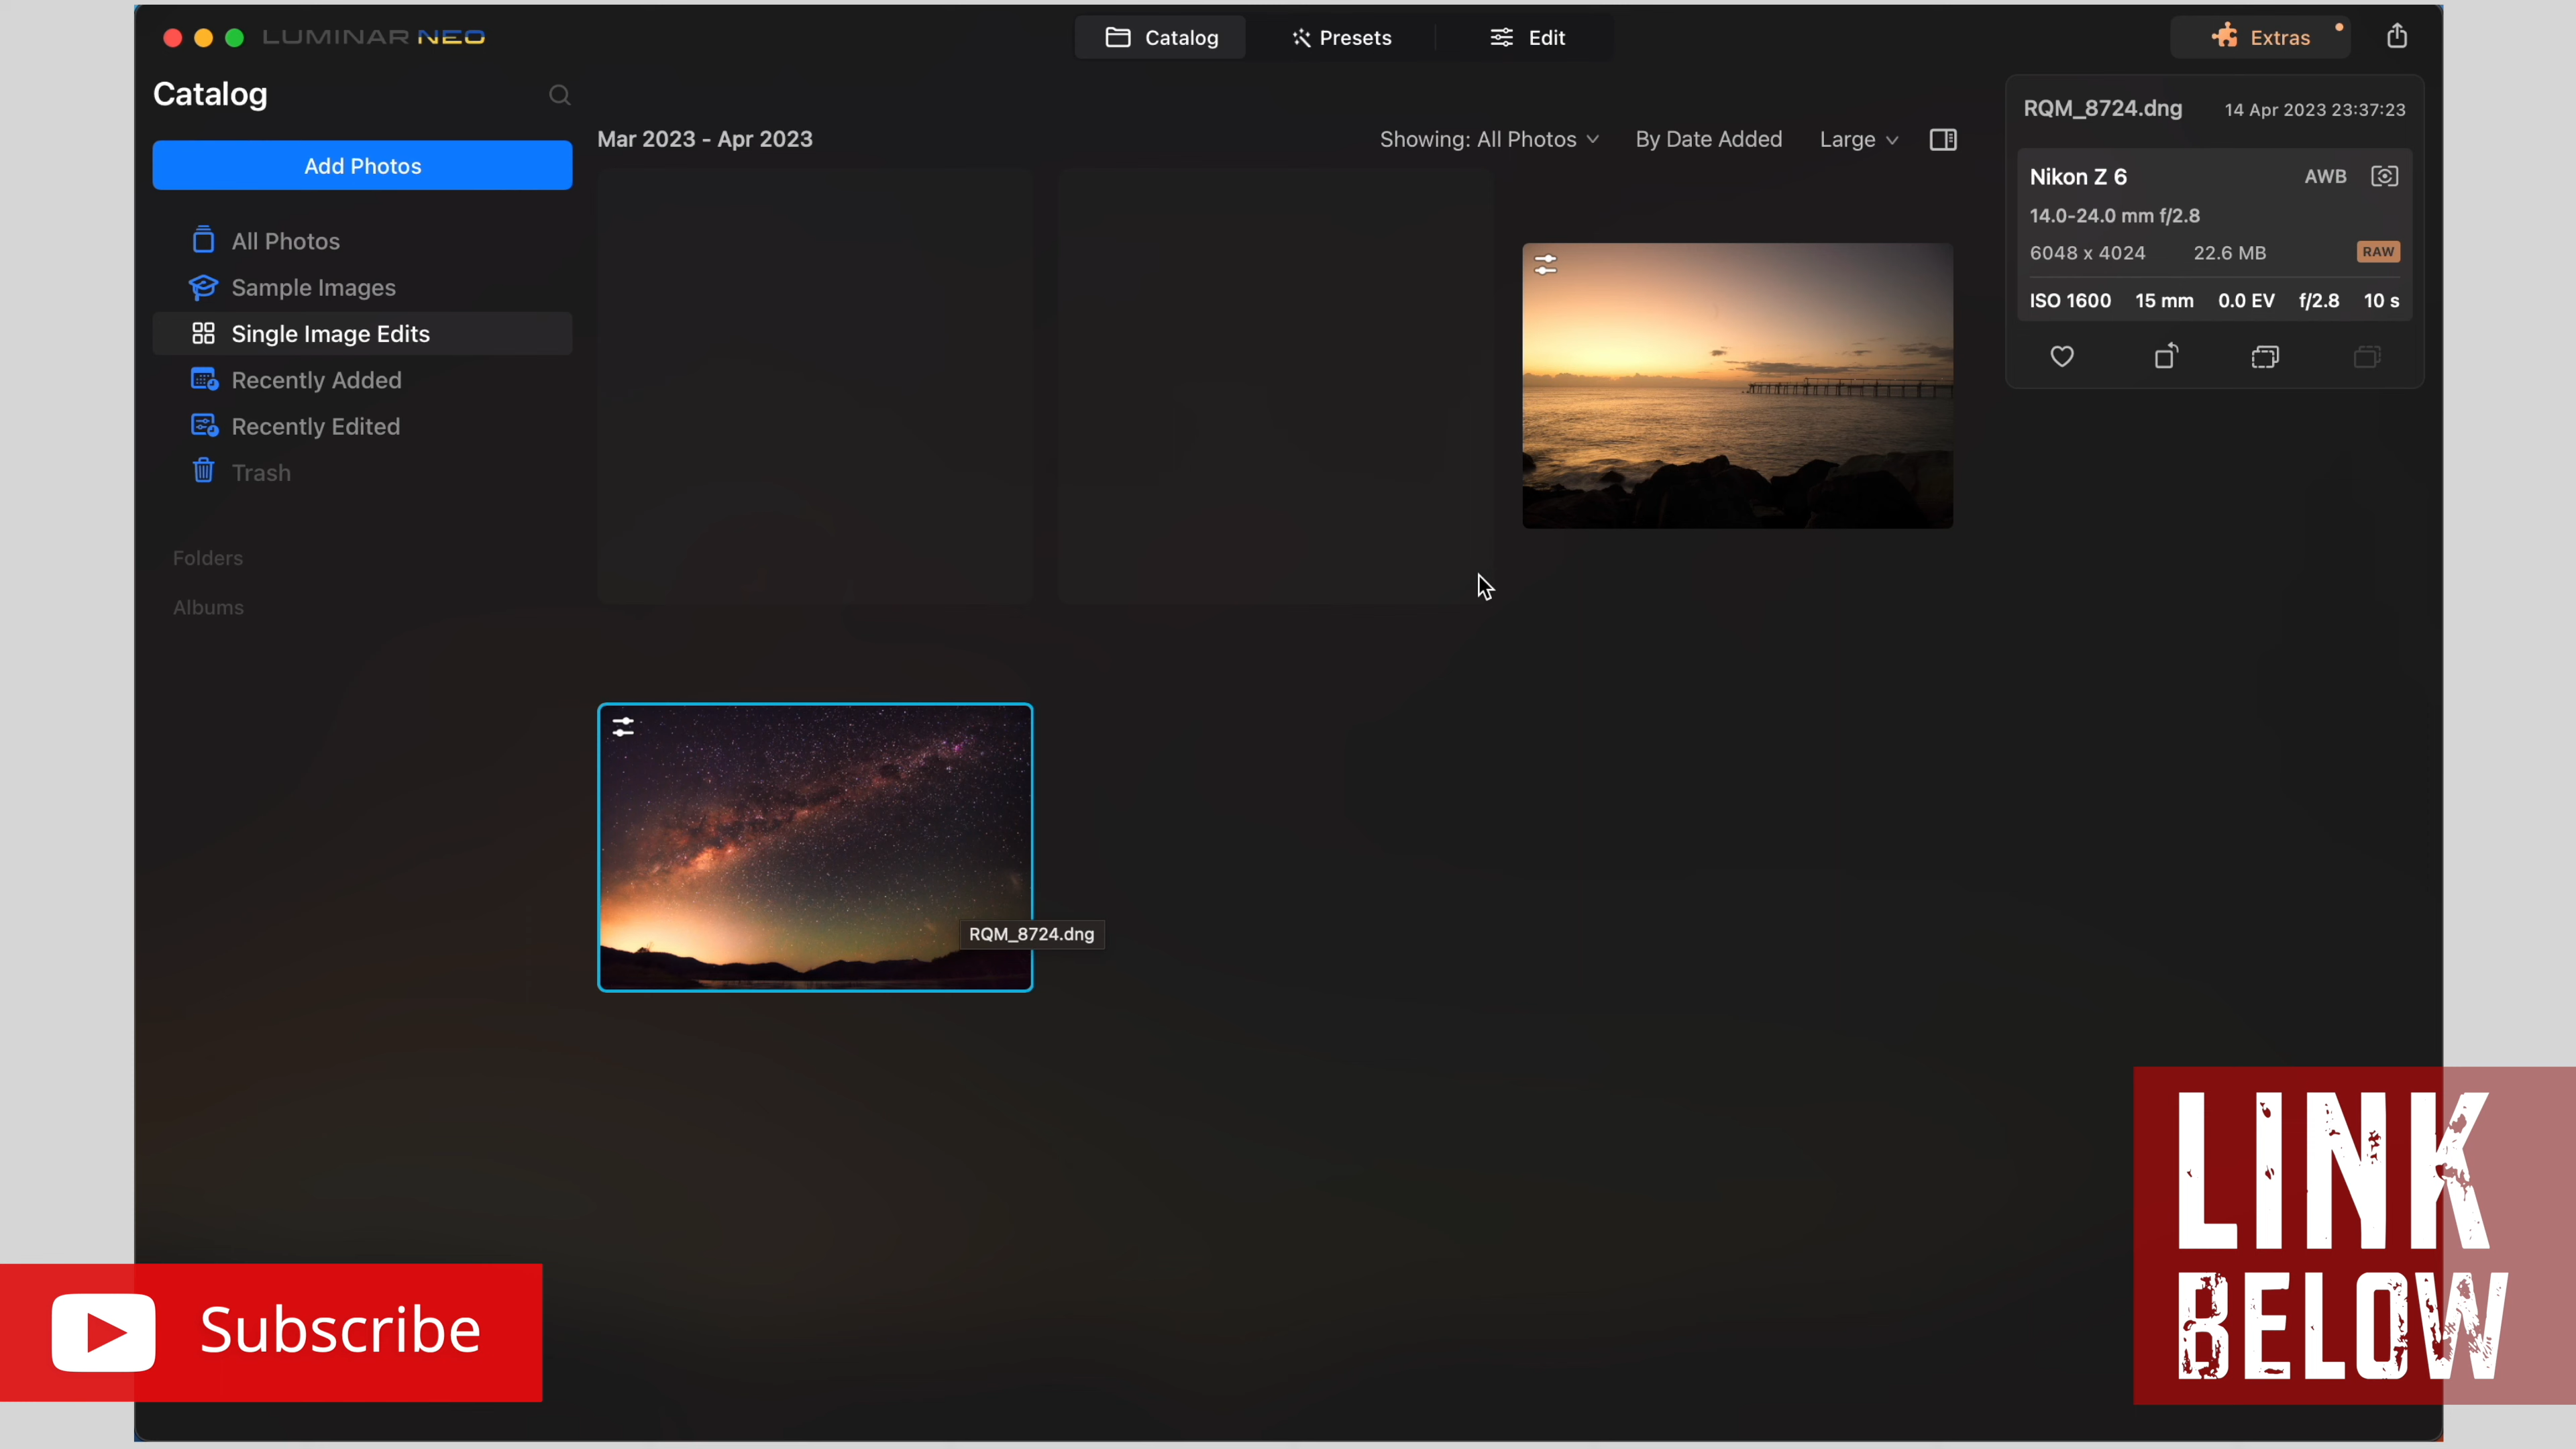 LUMINAR NEO
Catalog
Presets
Edit
Extras
Catalog
Add Photos
All Photos
Sample Images
Single Image Edits
Recently Added
Recently Edited
Trash
Folders
Albums
Mar 2023 - Apr 2023
Showing: All Photos
By Date Added
Large
RQM_8724.dng
RQM_8724.dng 14 Apr 2023 23:37:23
Nikon Z 6 AWB
14.0-24.0 mm f/2.8
6048 x 4024 22.6 MB RAW
ISO 1600 15 mm 0.0 EV f/2.8 10 s
Subscribe
LINK
BELOW